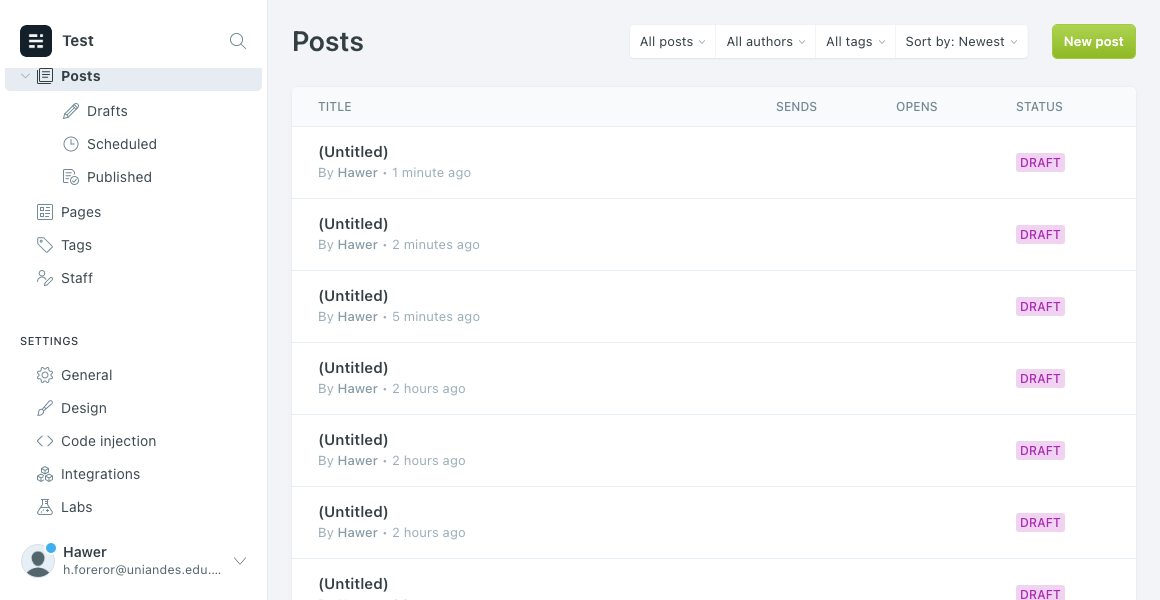 Test
Posts
Drafts
Scheduled
Published
Pages
Tags
Staff
SETTINGS
General
Design
Code injection
Integrations
Labs
Hawer
h.foreror@uniandes.edu....
Posts
All posts
All authors
All tags
Sort by: Newest
New post
TITLE SENDS OPENS STATUS
(Untitled)
By Hawer • 1 minute ago
DRAFT
(Untitled)
By Hawer • 2 minutes ago
DRAFT
(Untitled)
By Hawer • 5 minutes ago
DRAFT
(Untitled)
By Hawer • 2 hours ago
DRAFT
(Untitled)
By Hawer • 2 hours ago
DRAFT
(Untitled)
By Hawer • 2 hours ago
DRAFT
(Untitled)
DRAFT